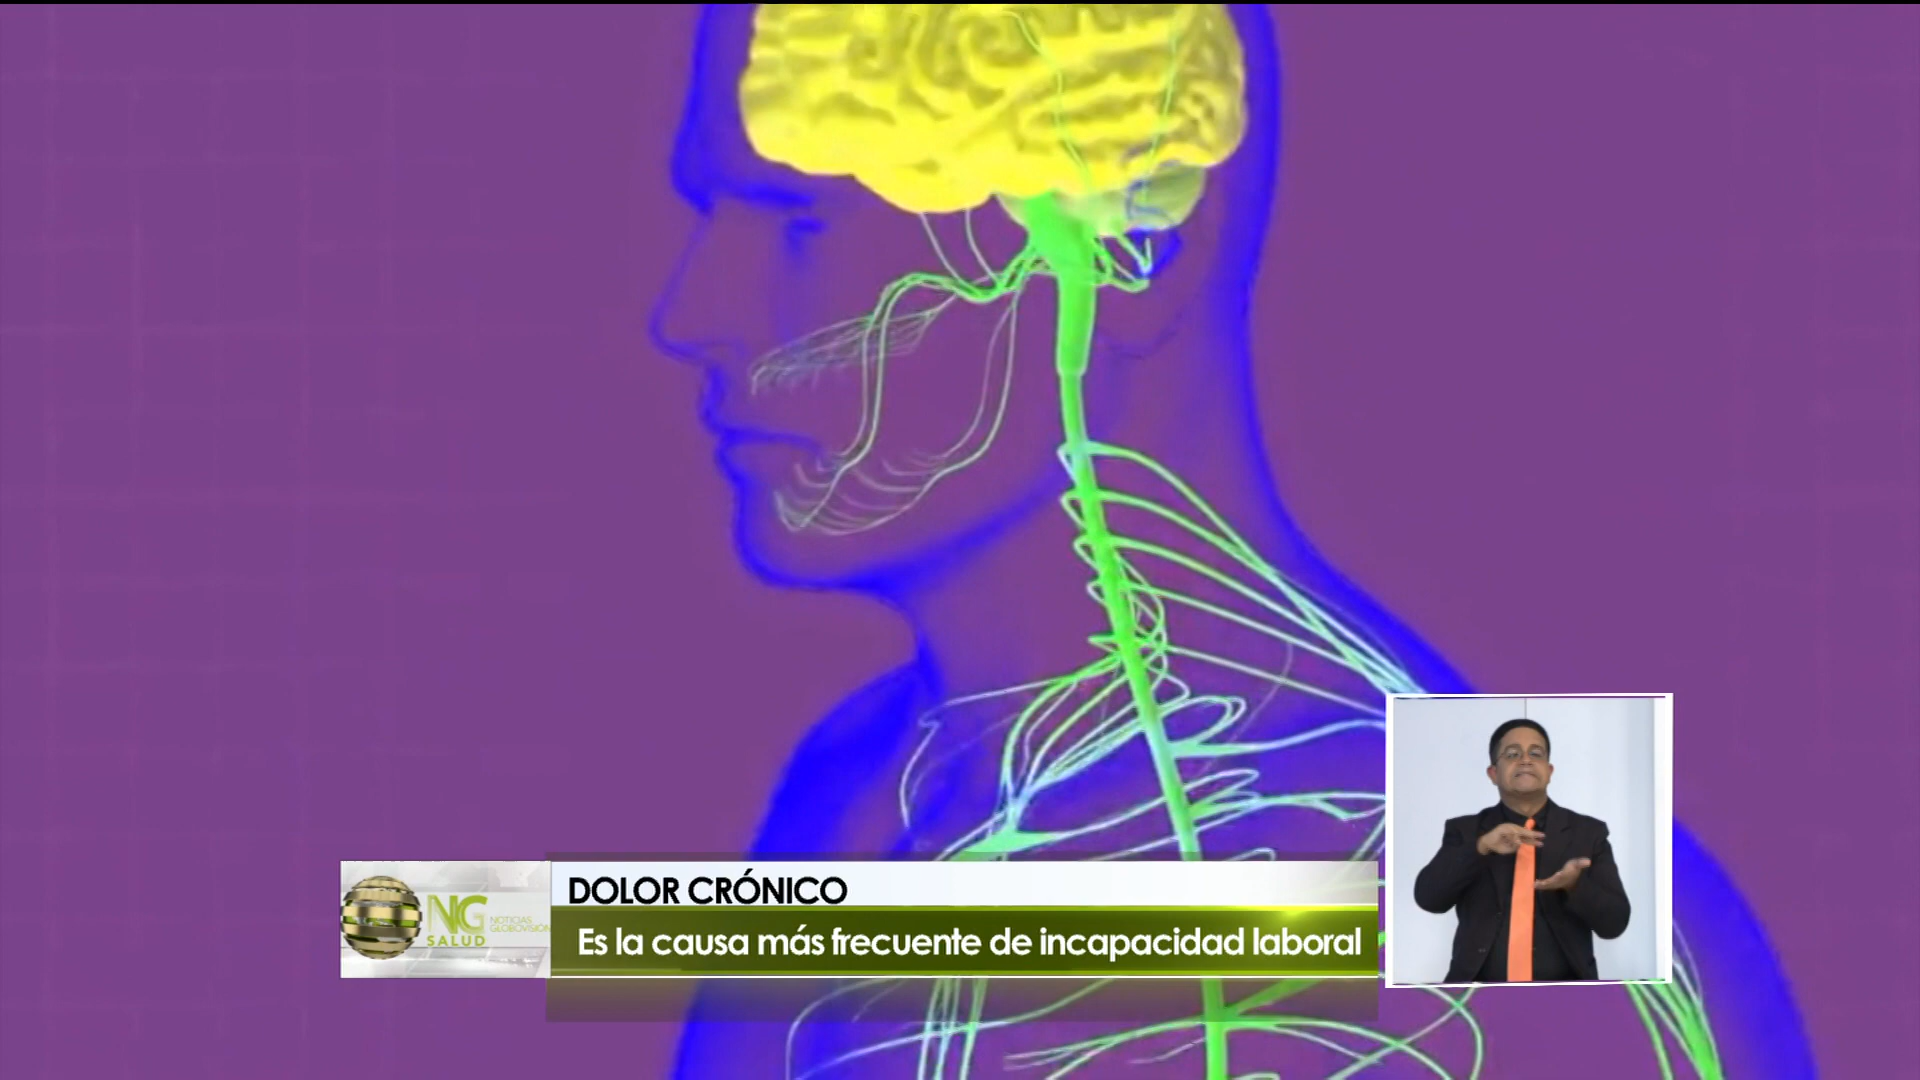 DOLOR CRÓNICO
NG
NOTICIAS
GLOBOVISIÓN
SALUD
Es la causa más frecuente de incapacidad laboral